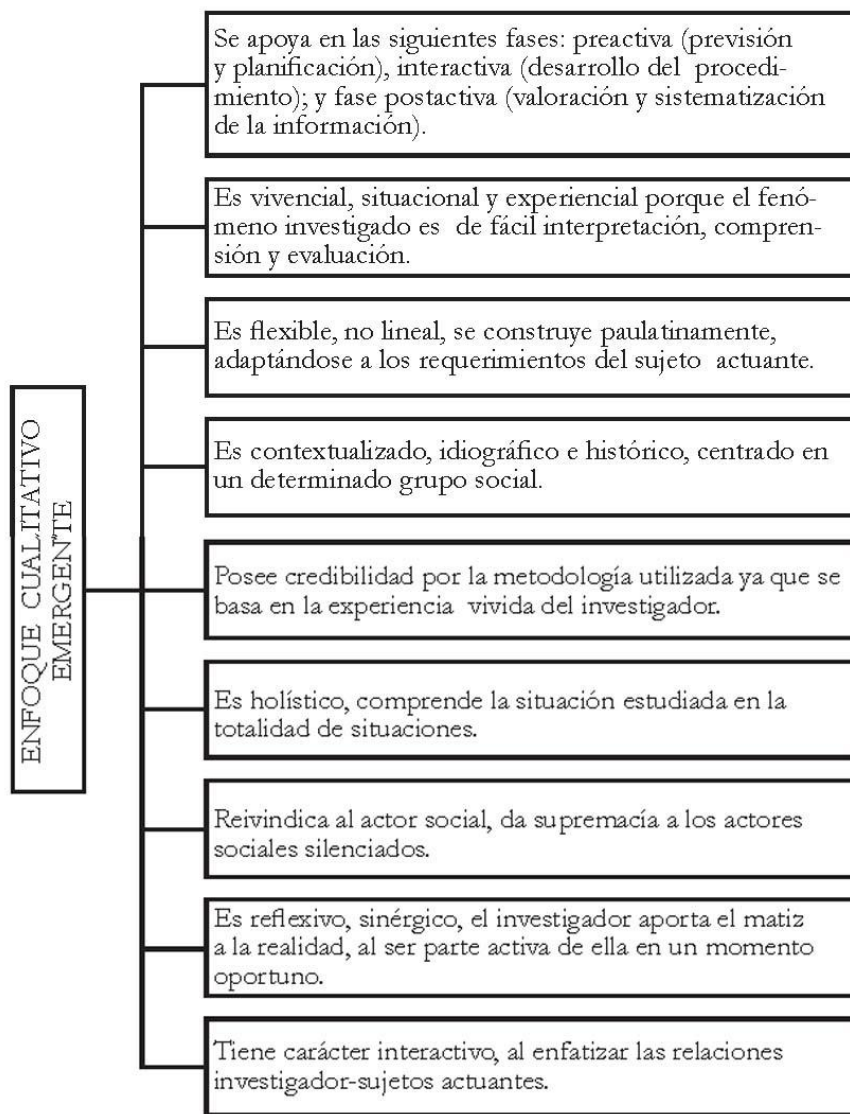 Se apoya en las siguientes fases: preactiva (previsión
y planificación), interactiva (desarrollo del procedi-
miento); y fase postactiva (valoración y sistematización
de la información).
Es vivencial, situacional y experiencial porque el fenó-
meno investigado es de fácil interpretación, compren-
sión y evaluación.
Es flexible, no lineal, se construye paulatinamente,
adaptándose a los requerimientos del sujeto actuante.
ENFOQUE CUALITATIVO
EMERGENTE
Es contextualizado, idiográfico e histórico, centrado en
un determinado grupo social.
Posee credibilidad por la metodología utilizada ya que se
basa en la experiencia vivida del investigador.
Es holístico, comprende la situación estudiada en la
totalidad de situaciones.
Reivindica al actor social, da supremacía a los actores
sociales silenciados.
Es reflexivo, sinérgico, el investigador aporta el matiz
a la realidad, al ser parte activa de ella en un momento
oportuno.
Tiene carácter interactivo, al enfatizar las relaciones
investigador-sujetos actuantes.